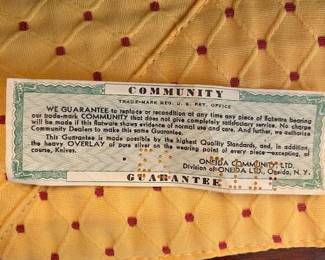 COMMUNITY
TRADE-MARK REG. U. S. PAT. OFFICE
WE GUARANTEE to replace or recondition at any time any piece of flatware bearing
our trade-mark COMMUNITY that does not give completely satisfactory service. No charge
will be made if this flatware shows evidence of normal use and care. And further, we authorize
Community Dealers to make this same Guarantee.
This Guarantee is made possible by the highest Quality Standards, and, in addition,
the heavy OVERLAY of pure silver on the wearing point of every piece—excepting, of
course, Knives.
ONEIDA COMMUNITY, LTD.
Division of ONEIDA LTD., Oneida, N. Y.
GUARANTEE